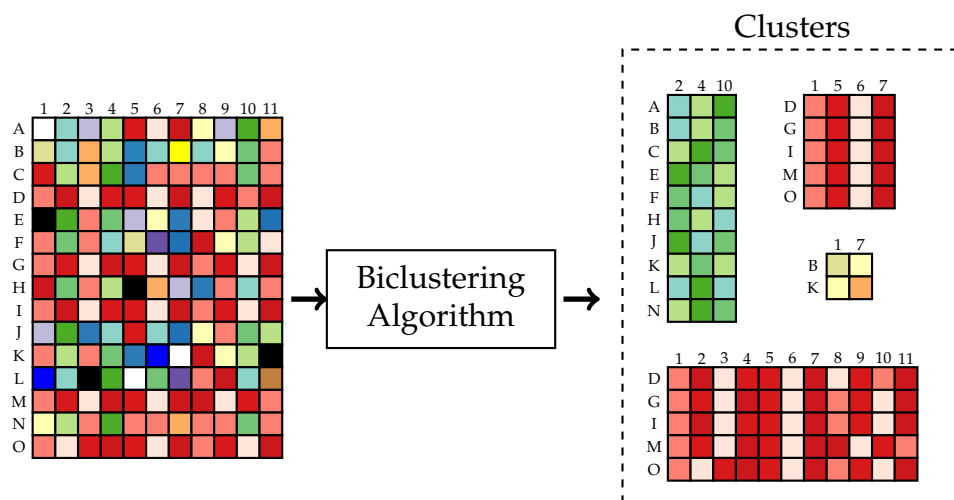 Clusters
1 2 3 4 5 6 7 8 9 10 11
A
B
C
D
E
F
G
H
I
J
K
L
M
N
O
Biclustering
Algorithm
2 4 10
A
B
C
E
F
H
J
K
L
N
1 5 6 7
D
G
I
M
O
1 7
B
K
1 2 3 4 5 6 7 8 9 10 11
D
G
I
M
O